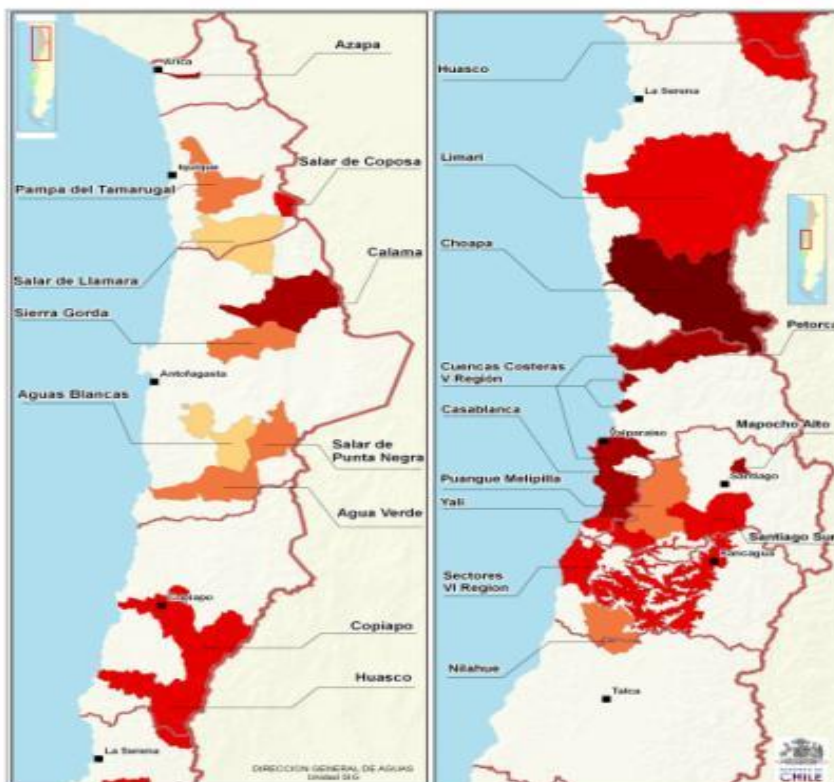 Azapa
Arica
Iquique
Salar de Coposa
Pampa del Tamarugal
Calama
Salar de Llamara
Sierra Gorda
Antofagasta
Aguas Blancas
Salar de
Punta Negra
Agua Verde
Copiapo
Copiapo
Huasco
La Serena
DIRECCION GENERAL DE AGUAS
Unidad SIG
Huasco
La Serena
Limari
Choapa
Petorca
Cuencas Costeras
V Región
Casablanca
Mapocho Alto
Valparaiso
Puangue Melipilla
Santiago
Yali
Santiago Sur
Rancagua
Sectores
VI Region
Nilahue
Talca
CHILE